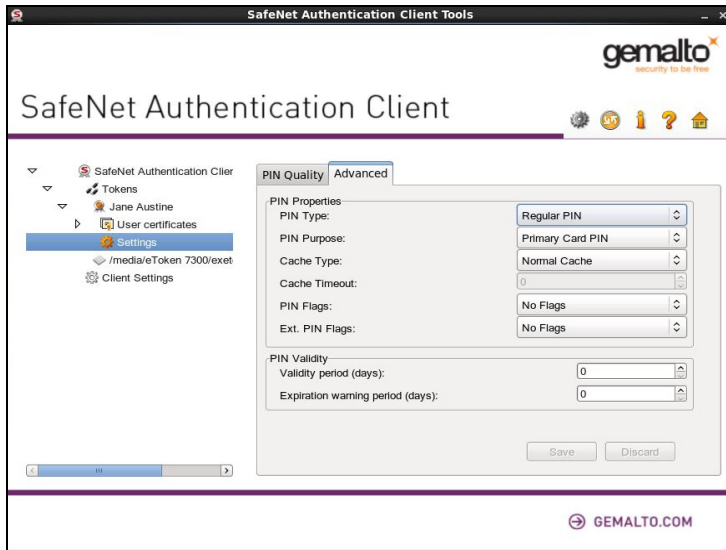 SafeNet Authentication Client Tools
gemalto
security to be free
SafeNet Authentication Client
SafeNet Authentication Clier
Tokens
Jane Austine
User certificates
Settings
/media/eToken 7300/exet
Client Settings
PIN Quality
Advanced
PIN Properties
PIN Type: Regular PIN
PIN Purpose: Primary Card PIN
Cache Type: Normal Cache
Cache Timeout: 0
PIN Flags: No Flags
Ext. PIN Flags: No Flags
PIN Validity
Validity period (days): 0
Expiration warning period (days): 0
Save Discard
GEMALTO.COM